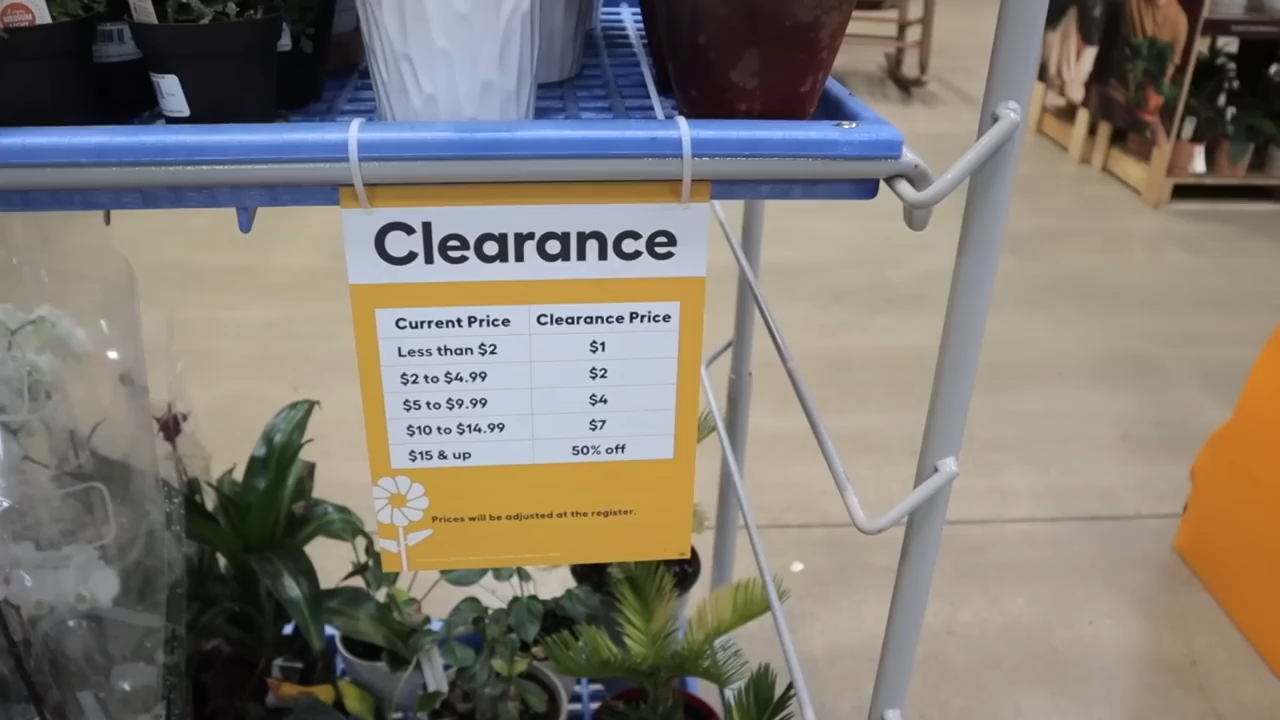 Clearance
Current Price Clearance Price
Less than $2 $1
$2 to $4.99 $2
$5 to $9.99 $4
$10 to $14.99 $7
$15 & up 50% off
Prices will be adjusted at the register.